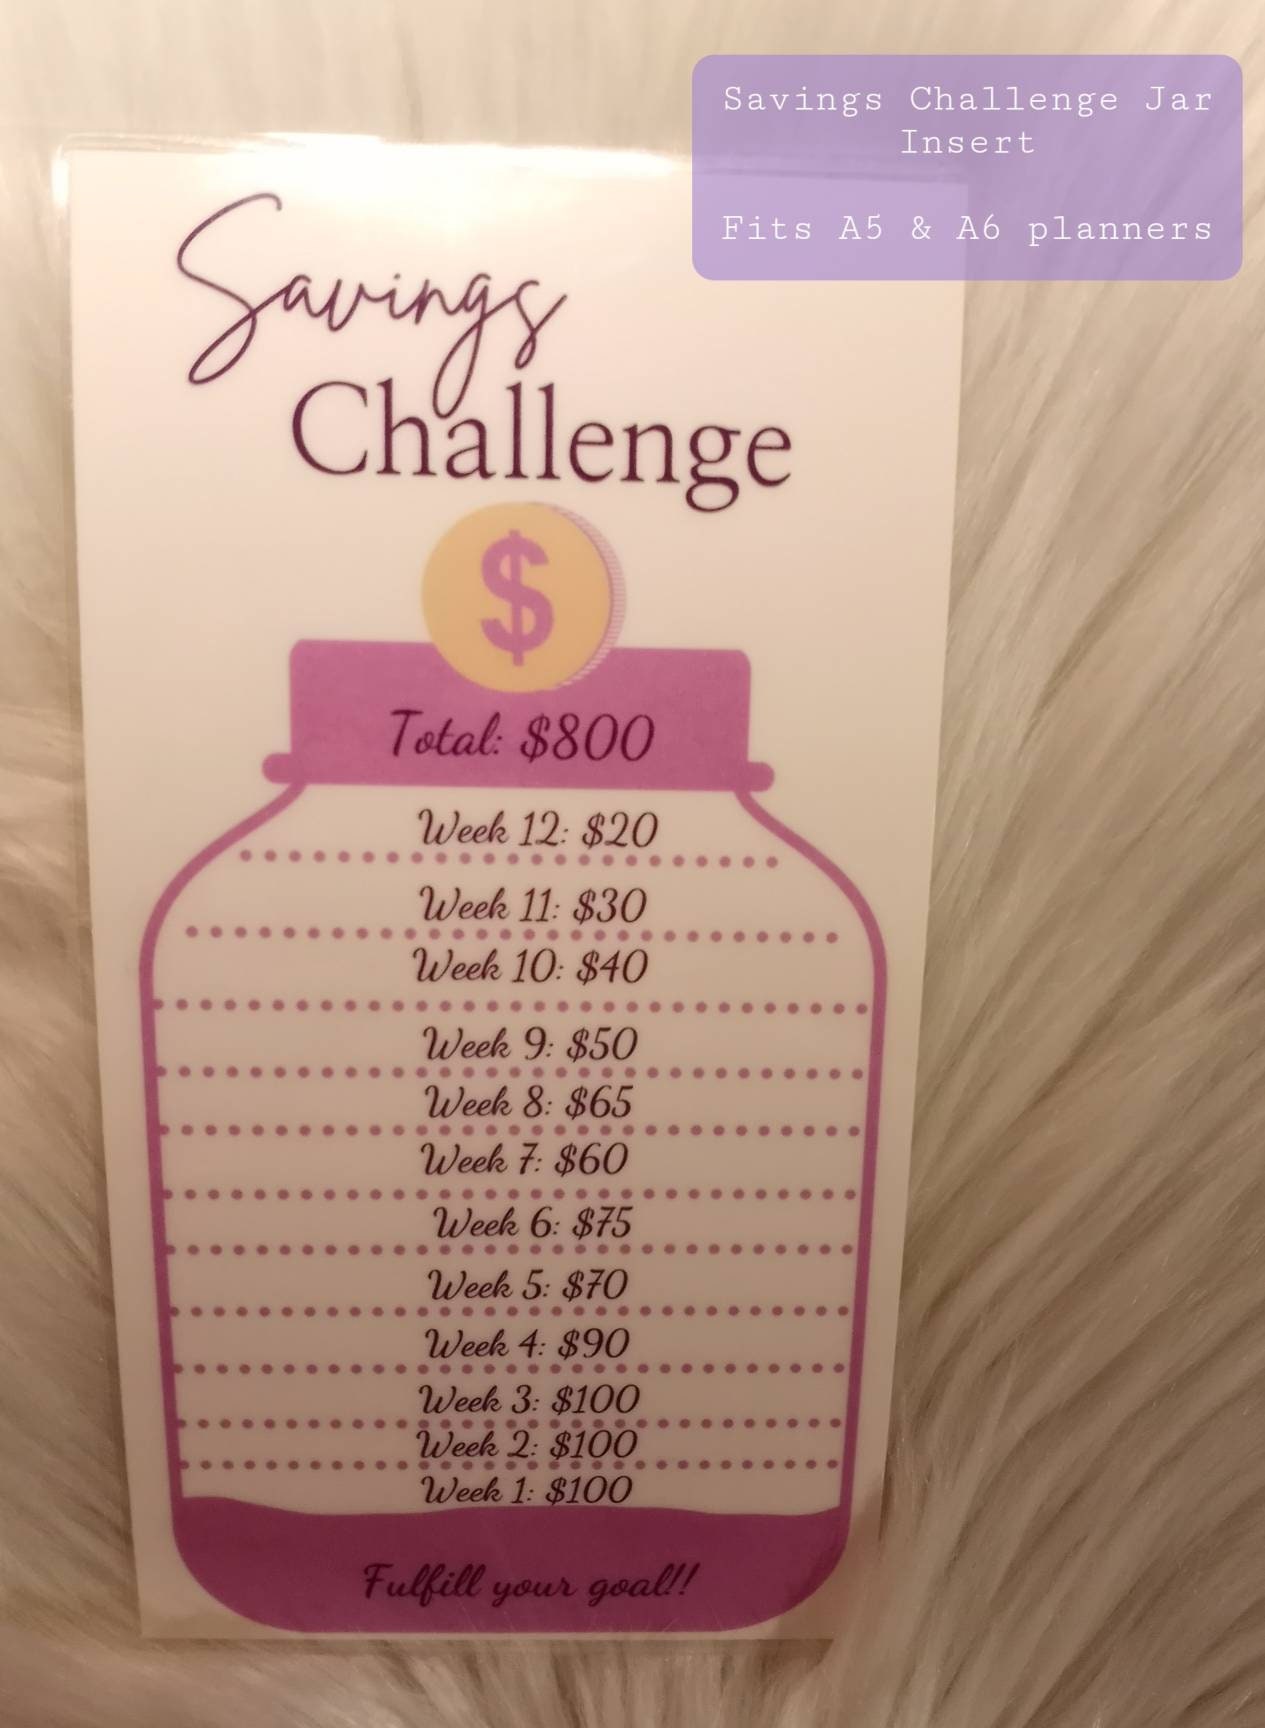 Savings Challenge Jar
Insert
Fits A5 & A6 planners
Savings
Challenge
$
Total: $800
Week 12: $20
Week 11: $30
Week 10: $40
Week 9: $50
Week 8: $65
Week 7: $60
Week 6: $75
Week 5: $70
Week 4: $90
Week 3: $100
Week 2: $100
Week 1: $100
Fulfill your goal!!